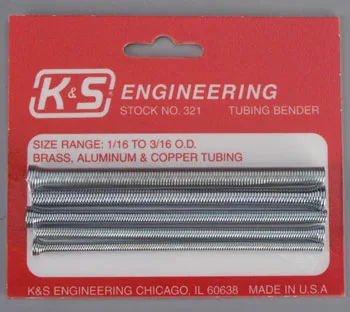 K&S ENGINEERING
STOCK NO. 321 TUBING BENDER
SIZE RANGE: 1/16 TO 3/16 O.D.
BRASS, ALUMINUM & COPPER TUBING
K&S ENGINEERING CHICAGO, IL 60638 MADE IN U.S.A